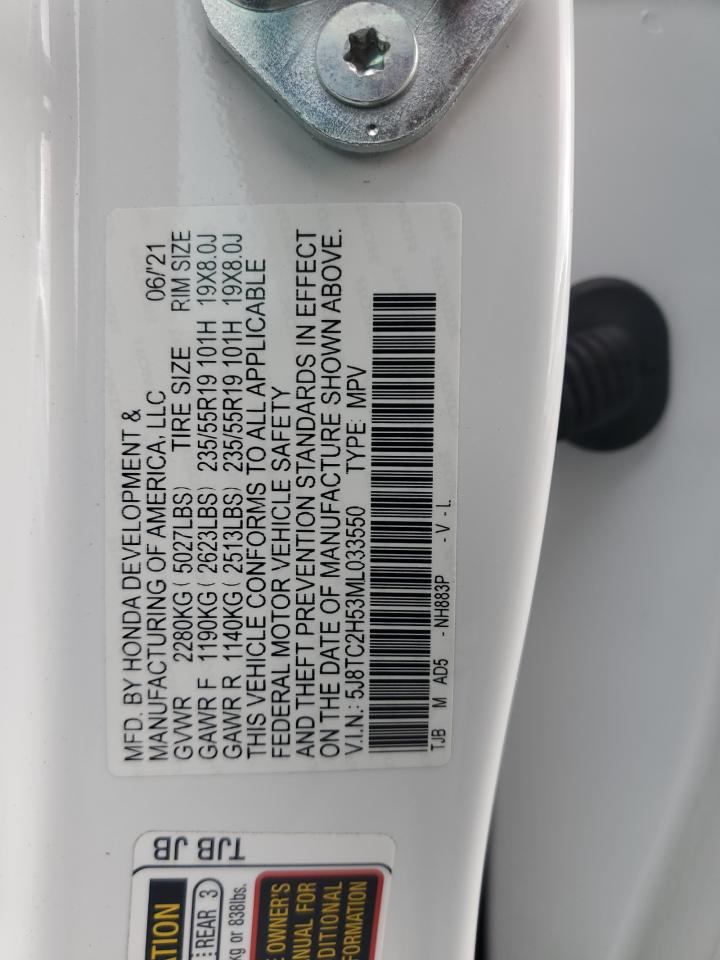 MFD. BY HONDA DEVELOPMENT &
MANUFACTURING OF AMERICA, LLC 06/'21
GVWR 2280KG ( 5027LBS) TIRE SIZE RIM SIZE
GAWR F 1190KG ( 2623LBS) 235/55R19 101H 19X8.0J
GAWR R 1140KG ( 2513LBS) 235/55R19 101H 19X8.0J
THIS VEHICLE CONFORMS TO ALL APPLICABLE
FEDERAL MOTOR VEHICLE SAFETY
AND THEFT PREVENTION STANDARDS IN EFFECT
ON THE DATE OF MANUFACTURE SHOWN ABOVE.
V.I.N.: 5J8TC2H53ML033550 TYPE: MPV
TJB M AD5 - NH883P - V - L
TJB JB
REAR 3
kg or 838lbs.
OWNER'S
FOR